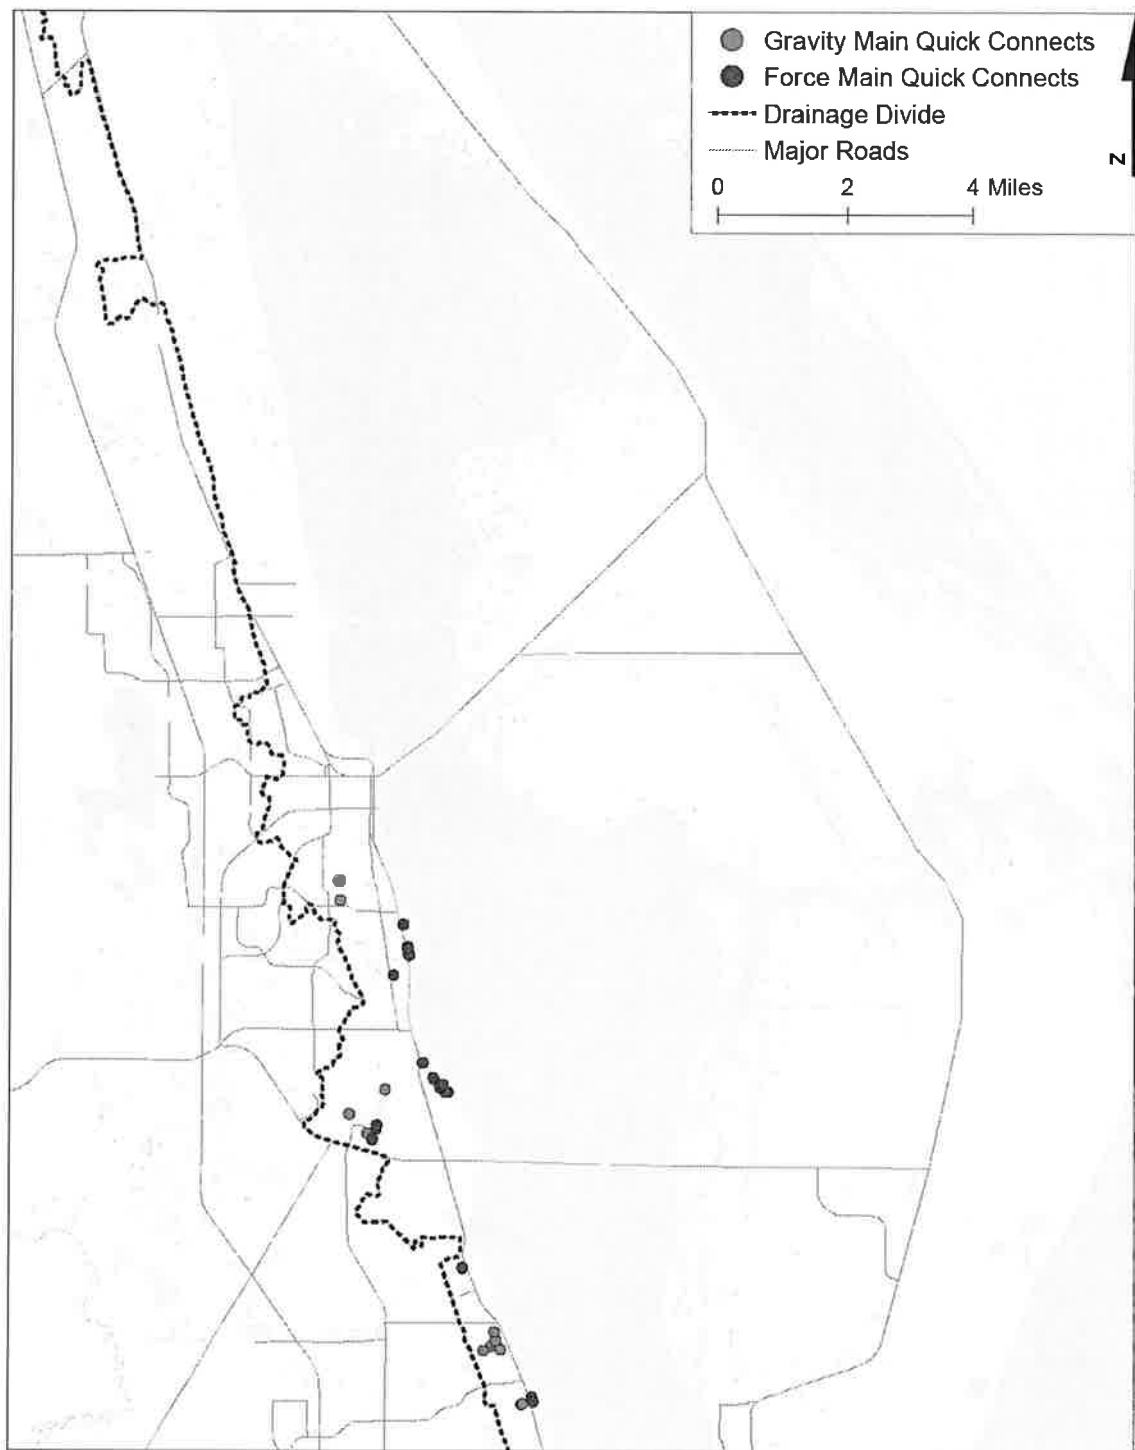 Gravity Main Quick Connects
Force Main Quick Connects
Drainage Divide
Major Roads
0 2 4 Miles
N